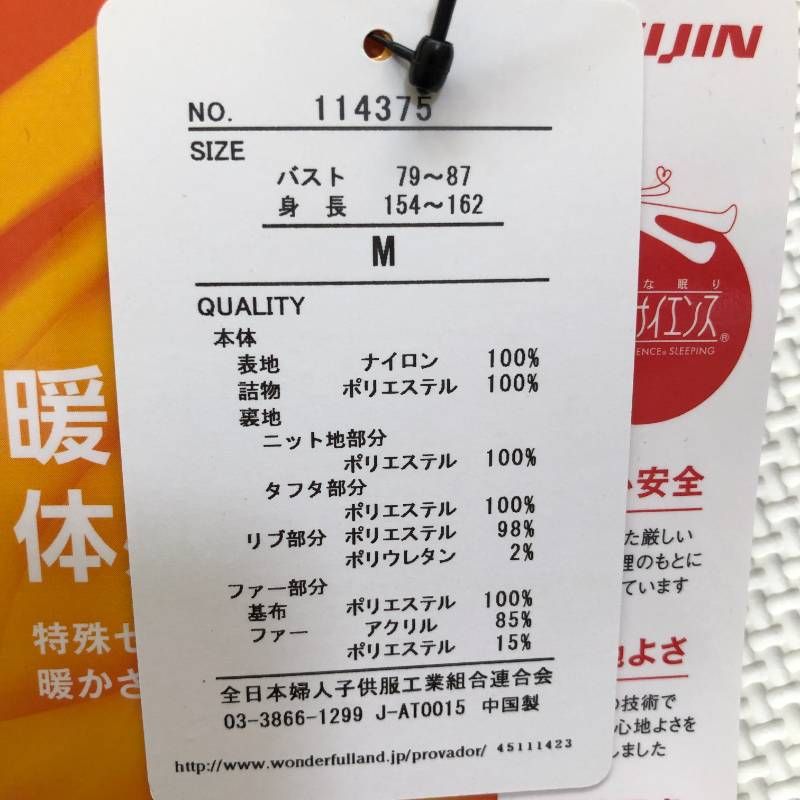 NO. 114375
SIZE
バスト 79～87
身 長 154～162
M
QUALITY
本体
表地 ナイロン 100%
詰物 ポリエステル 100%
裏地
ニット地部分
ポリエステル 100%
タフタ部分
ポリエステル 100%
リブ部分 ポリエステル 98%
ポリウレタン 2%
ファー部分
基布 ポリエステル 100%
ファー アクリル 85%
ポリエステル 15%
全日本婦人子供服工業組合連合会
03-3866-1299 J-AT0015 中国製
http://www.wonderfulland.jp/provador/ 45111423
暖
体
特殊セ
暖かさ
IJIN
な眠り
サイエンス®
ENCE® SLEEPING
安全
た厳しい
理のもとに
ています
地よさ
の技術で
心地よさを
しました